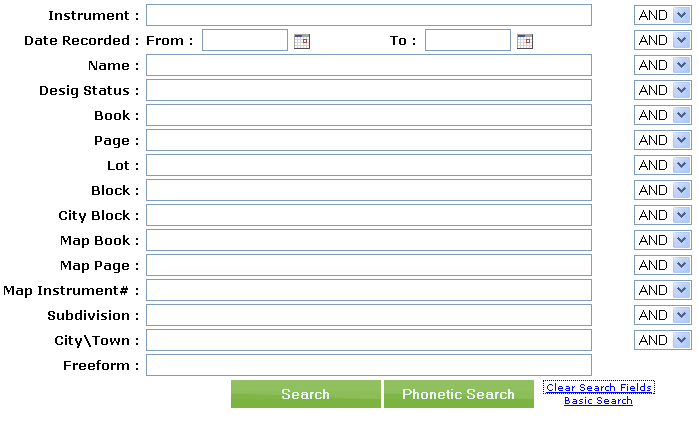 Instrument : AND
Date Recorded : From : To : AND
Name : AND
Desig Status : AND
Book : AND
Page : AND
Lot : AND
Block : AND
City Block : AND
Map Book : AND
Map Page : AND
Map Instrument# : AND
Subdivision : AND
City\Town : AND
Freeform :
Search Phonetic Search Clear Search Fields
Basic Search